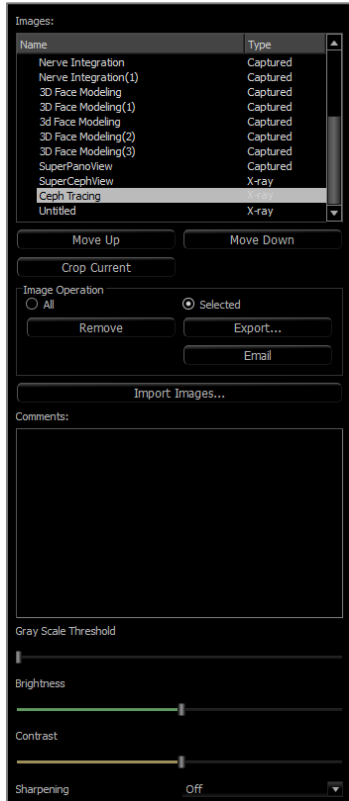 Images:
Name Type
Nerve Integration Captured
Nerve Integration(1) Captured
3D Face Modeling Captured
3D Face Modeling(1) Captured
3d Face Modeling Captured
3D Face Modeling(2) Captured
3D Face Modeling(3) Captured
SuperPanoView Captured
SuperCephView X-ray
Ceph Tracing X-ray
Untitled X-ray
Move Up Move Down
Crop Current
Image Operation
All Selected
Remove Export...
Email
Import Images...
Comments:
Gray Scale Threshold
Brightness
Contrast
Sharpening Off